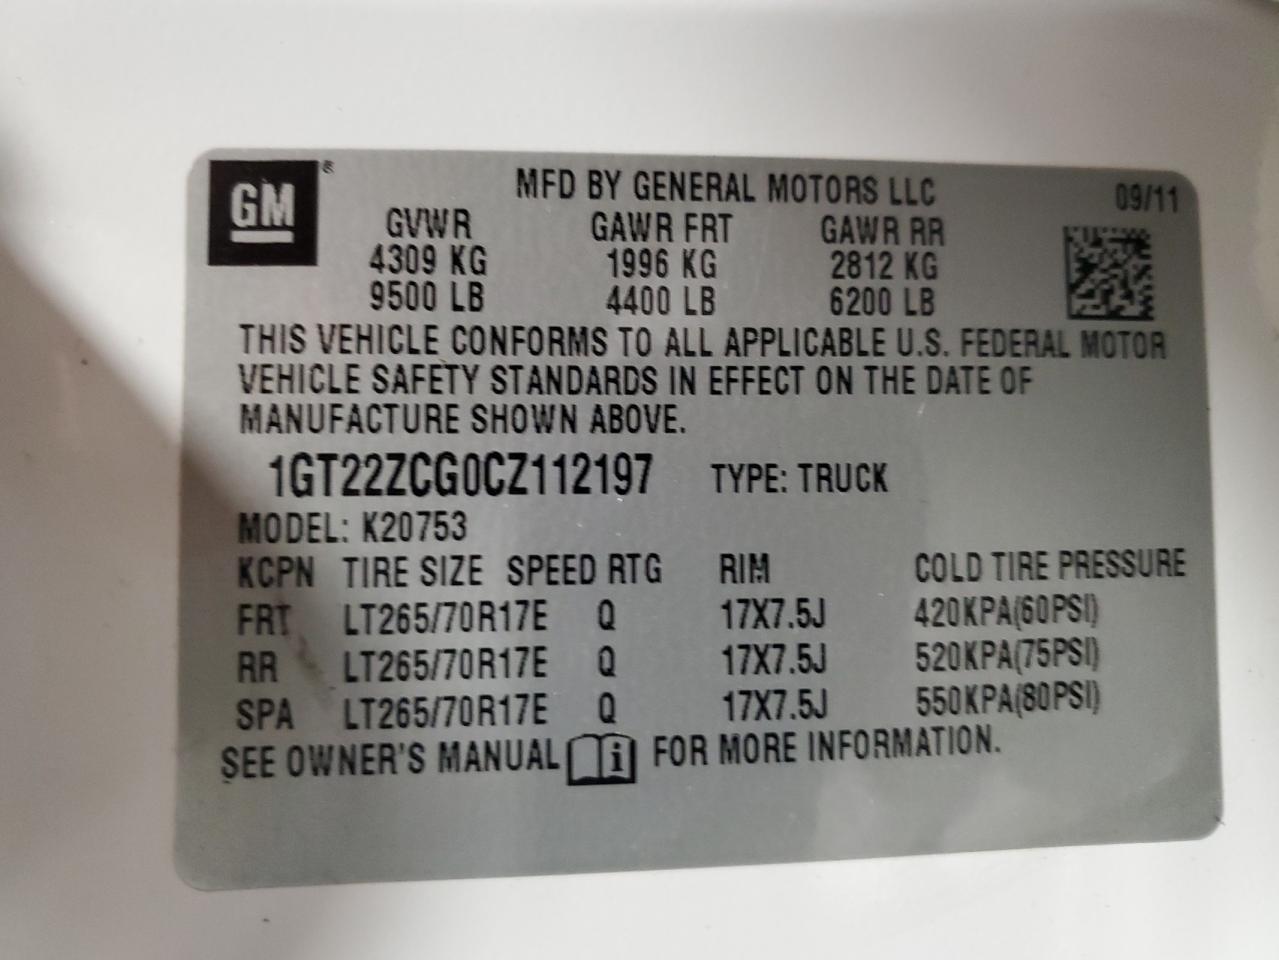 GM® MFD BY GENERAL MOTORS LLC 09/11
GVWR GAWR FRT GAWR RR
4309 KG 1996 KG 2812 KG
9500 LB 4400 LB 6200 LB
THIS VEHICLE CONFORMS TO ALL APPLICABLE U.S. FEDERAL MOTOR
VEHICLE SAFETY STANDARDS IN EFFECT ON THE DATE OF
MANUFACTURE SHOWN ABOVE.
1GT22ZCG0CZ112197 TYPE: TRUCK
MODEL: K20753
KCPN TIRE SIZE SPEED RTG RIM COLD TIRE PRESSURE
FRT LT265/70R17E Q 17X7.5J 420KPA(60PSI)
RR LT265/70R17E Q 17X7.5J 520KPA(75PSI)
SPA LT265/70R17E Q 17X7.5J 550KPA(80PSI)
SEE OWNER'S MANUAL i FOR MORE INFORMATION.